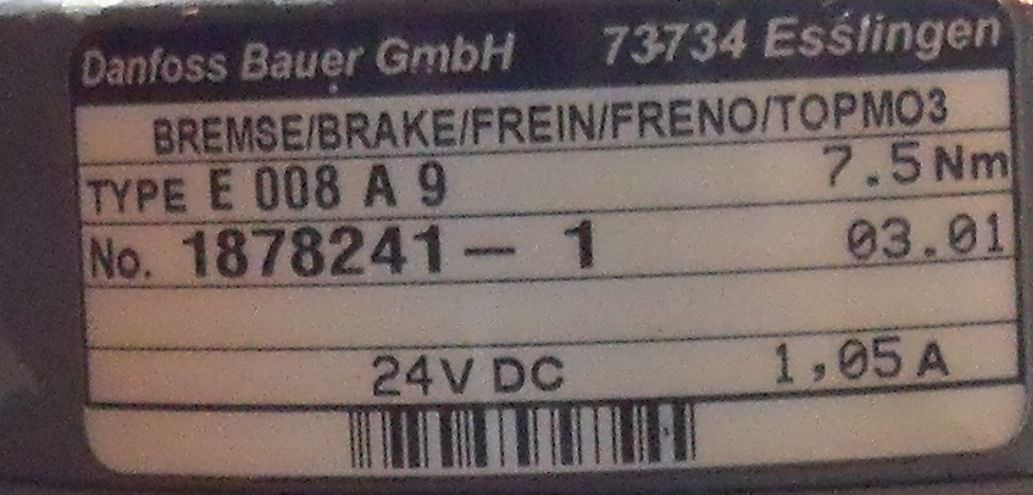 Danfoss Bauer GmbH 73734 Esslingen
BREMSE/BRAKE/FREIN/FRENO/TOPMO3
TYPE E 008 A 9 7.5 Nm
No. 1878241 — 1 03.01
24V DC 1,05 A